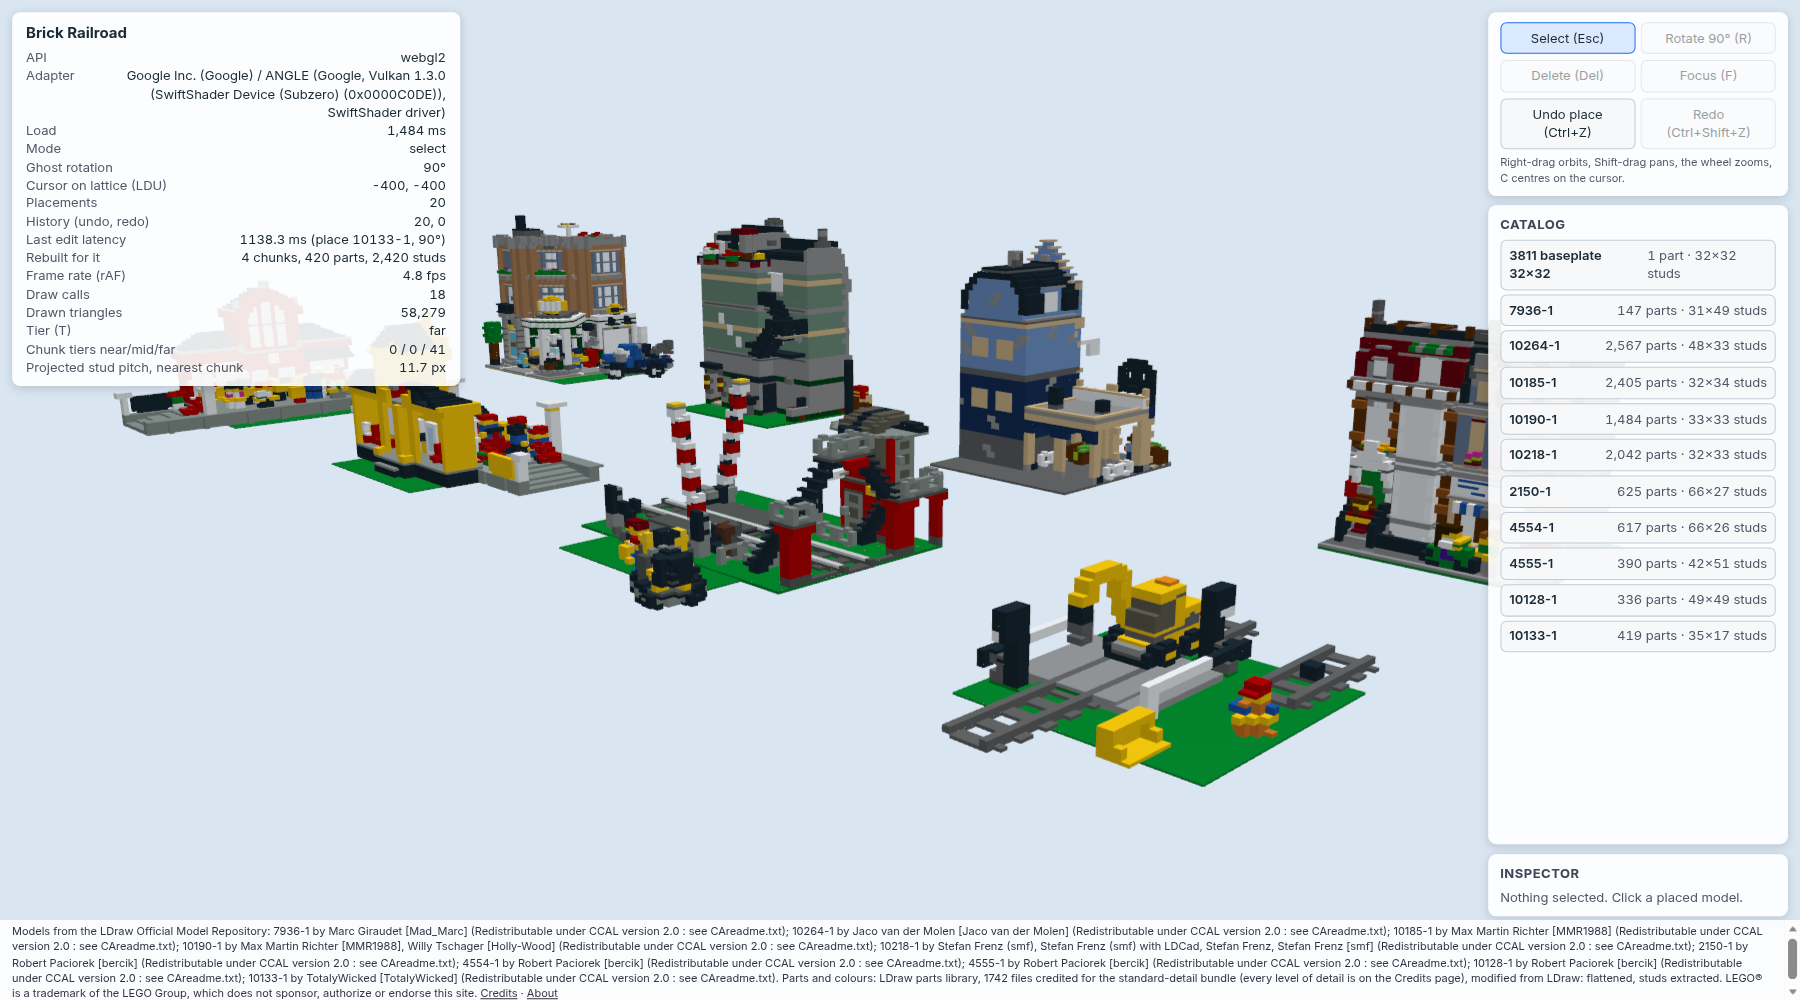 Brick Railroad
API webgl2
Adapter Google Inc. (Google) / ANGLE (Google, Vulkan 1.3.0
(SwiftShader Device (Subzero) (0x0000C0DE)),
SwiftShader driver)
Load 1,484 ms
Mode select
Ghost rotation 90°
Cursor on lattice (LDU) -400, -400
Placements 20
History (undo, redo) 20, 0
Last edit latency 1138.3 ms (place 10133-1, 90°)
Rebuilt for it 4 chunks, 420 parts, 2,420 studs
Frame rate (rAF) 4.8 fps
Draw calls 18
Drawn triangles 58,279
Tier (T) far
Chunk tiers near/mid/far 0 / 0 / 41
Projected stud pitch, nearest chunk 11.7 px
Select (Esc) Rotate 90° (R)
Delete (Del) Focus (F)
Undo place (Ctrl+Z) Redo (Ctrl+Shift+Z)
Right-drag orbits, Shift-drag pans, the wheel zooms,
C centres on the cursor.
CATALOG
3811 baseplate 32×32 1 part · 32×32 studs
7936-1 147 parts · 31×49 studs
10264-1 2,567 parts · 48×33 studs
10185-1 2,405 parts · 32×34 studs
10190-1 1,484 parts · 33×33 studs
10218-1 2,042 parts · 32×33 studs
2150-1 625 parts · 66×27 studs
4554-1 617 parts · 66×26 studs
4555-1 390 parts · 42×51 studs
10128-1 336 parts · 49×49 studs
10133-1 419 parts · 35×17 studs
INSPECTOR
Nothing selected. Click a placed model.
Models from the LDraw Official Model Repository: 7936-1 by Marc Giraudet [Mad_Marc] (Redistributable under CCAL version 2.0 : see CAreadme.txt); 10264-1 by Jaco van der Molen [Jaco van der Molen] (Redistributable under CCAL version 2.0 : see CAreadme.txt); 10185-1 by Max Martin Richter [MMR1988] (Redistributable under CCAL
version 2.0 : see CAreadme.txt); 10190-1 by Max Martin Richter [MMR1988], Willy Tschager [Holly-Wood] (Redistributable under CCAL version 2.0 : see CAreadme.txt); 10218-1 by Stefan Frenz (smf), Stefan Frenz (smf) with LDCad, Stefan Frenz, Stefan Frenz [smf] (Redistributable under CCAL version 2.0 : see CAreadme.txt); 2150-1 by
Robert Paciorek [bercik] (Redistributable under CCAL version 2.0 : see CAreadme.txt); 4554-1 by Robert Paciorek [bercik] (Redistributable under CCAL version 2.0 : see CAreadme.txt); 4555-1 by Robert Paciorek [bercik] (Redistributable under CCAL version 2.0 : see CAreadme.txt); 10128-1 by Robert Paciorek [bercik] (Redistributable
under CCAL version 2.0 : see CAreadme.txt); 10133-1 by TotalyWicked [TotalyWicked] (Redistributable under CCAL version 2.0 : see CAreadme.txt). Parts and colours: LDraw parts library, 1742 files credited for the standard-detail bundle (every level of detail is on the Credits page), modified from LDraw: flattened, studs extracted. LEGO®
is a trademark of the LEGO Group, which does not sponsor, authorize or endorse this site. Credits · About